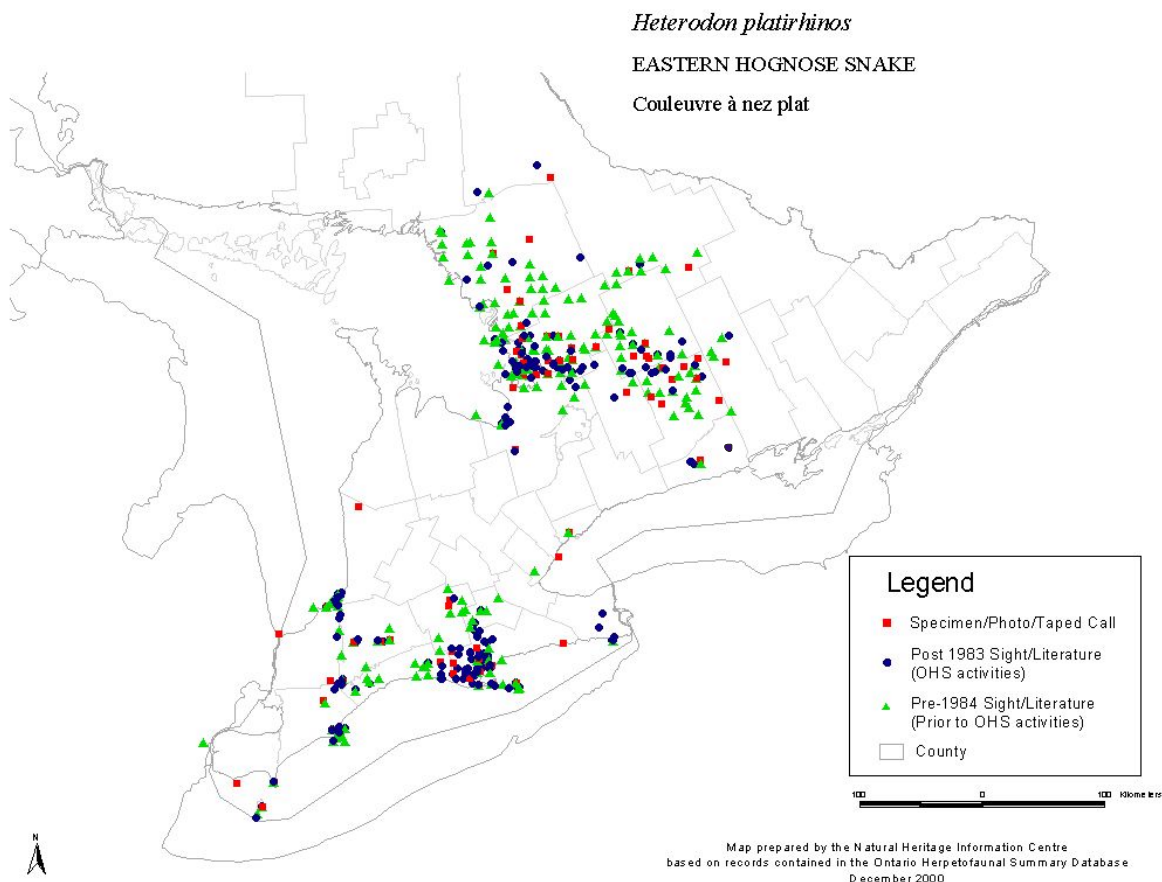 Heterodon platirhinos
EASTERN HOGNOSE SNAKE
Couleuvre à nez plat
Legend
Specimen/Photo/Taped Call
Post 1983 Sight/Literature
(OHS activities)
Pre-1984 Sight/Literature
(Prior to OHS activities)
County
100 0 100 Kilometers
N
Map prepared by the Natural Heritage Information Centre
based on records contained in the Ontario Herpetofaunal Summary Database
December 2000